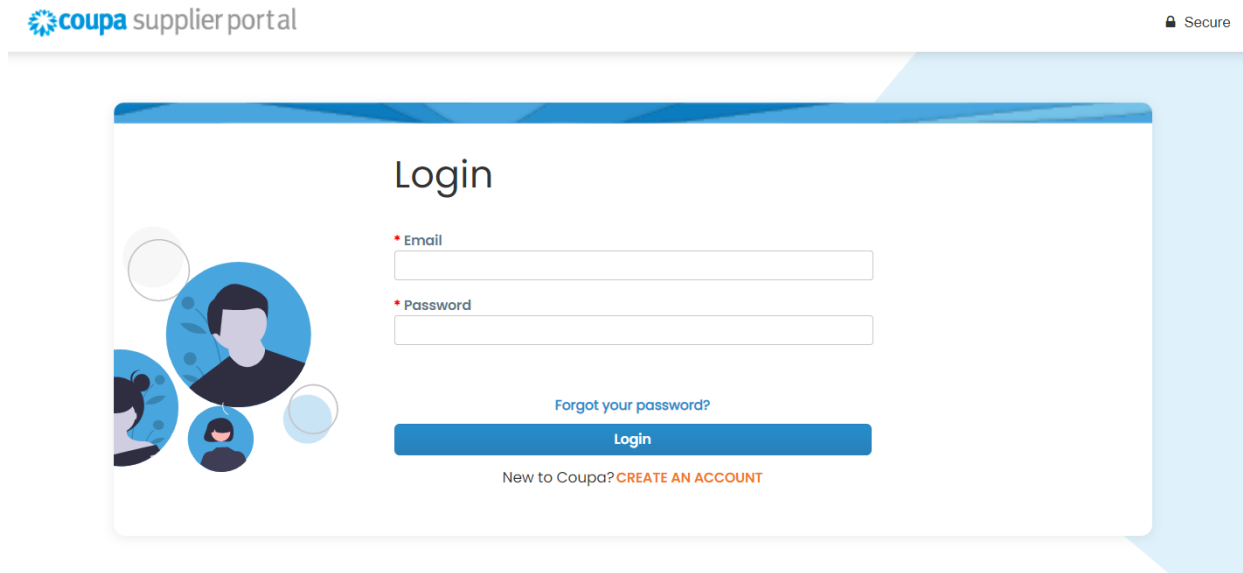 coupa supplier portal
Secure
Login
* Email
* Password
Forgot your password?
Login
New to Coupa? CREATE AN ACCOUNT